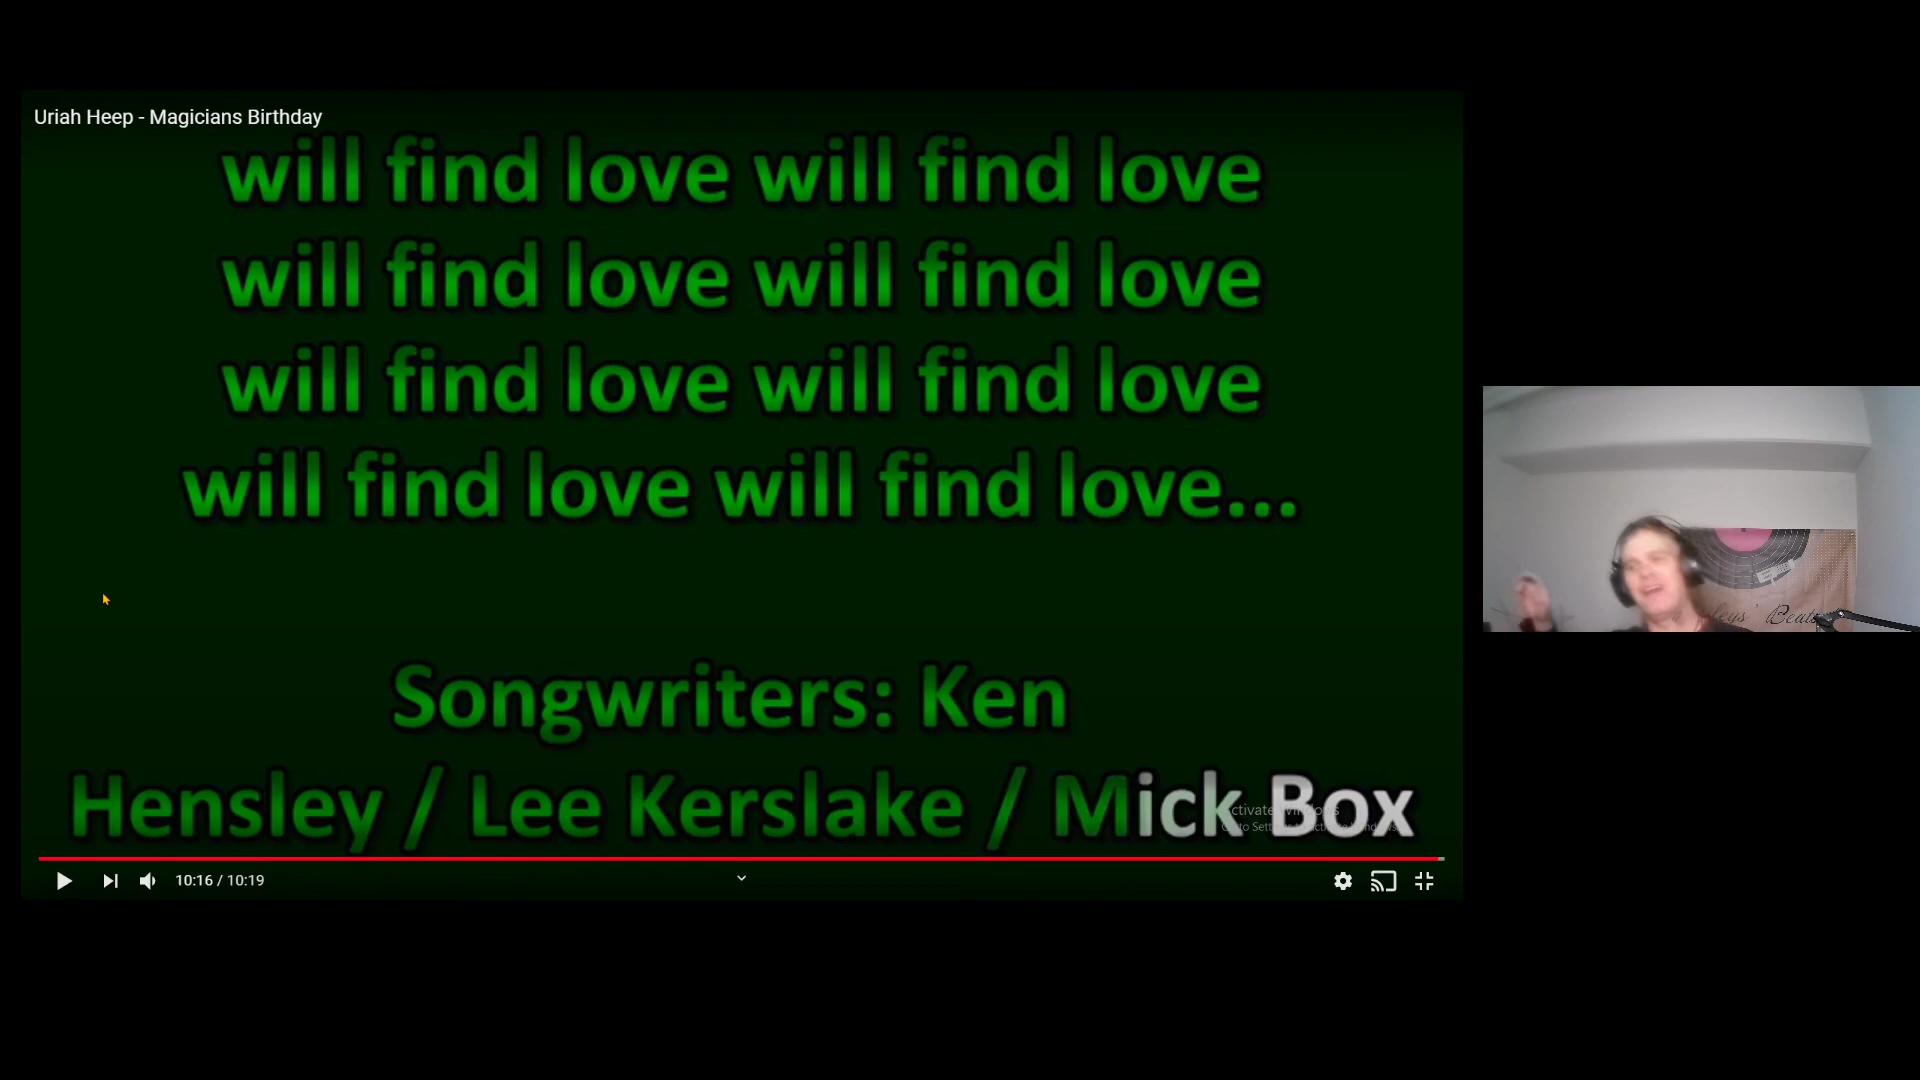 Uriah Heep - Magicians Birthday
will find love will find love
will find love will find love
will find love will find love
will find love will find love...
Songwriters: Ken
Hensley / Lee Kerslake / Mick Box
10:16 / 10:19
Beats